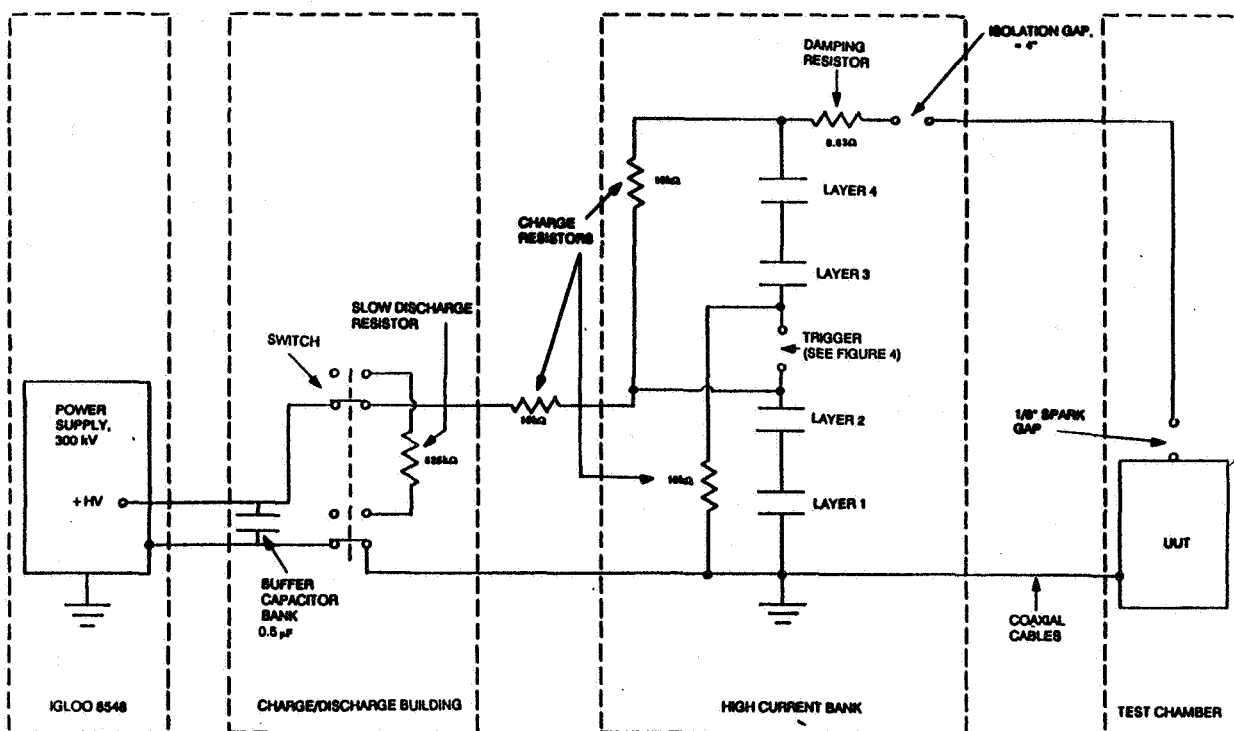 ISOLATION GAP,
≈ 4"
DAMPING
RESISTOR
LAYER 4
CHARGE
RESISTORS
LAYER 3
SLOW DISCHARGE
RESISTOR
SWITCH
TRIGGER
(SEE FIGURE 4)
POWER
SUPPLY,
300 kV
LAYER 2
1/8" SPARK
GAP
+ HV
LAYER 1
UUT
BUFFER
CAPACITOR
BANK
0.5 µF
COAXIAL
CABLES
IGLOO 8548
CHARGE/DISCHARGE BUILDING
HIGH CURRENT BANK
TEST CHAMBER